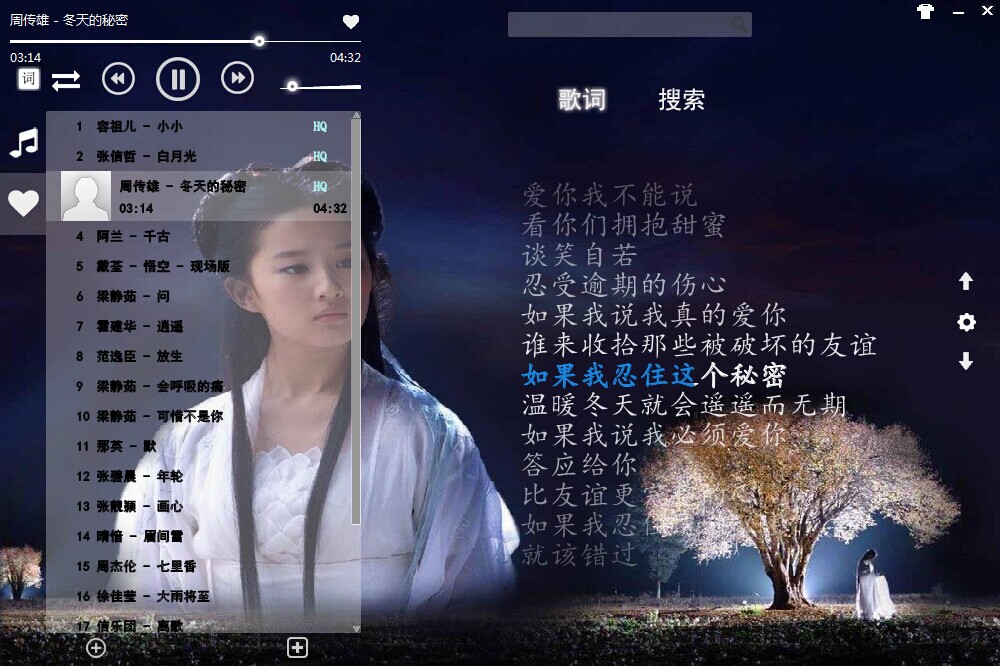 周传雄 - 冬天的秘密
03:14
04:32
词
歌词
搜索
1 容祖儿 - 小小 HQ
2 张信哲 - 白月光 HQ
周传雄 - 冬天的秘密 HQ
03:14 04:32
4 阿兰 - 千古
5 戴荃 - 悟空 - 现场版
6 梁静茹 - 问
7 霍建华 - 逍遥
8 范逸臣 - 放生
9 梁静茹 - 会呼吸的痛
10 梁静茹 - 可惜不是你
11 那英 - 默
12 张碧晨 - 年轮
13 张靓颖 - 画心
14 晴愔 - 眉间雪
15 周杰伦 - 七里香
16 徐佳莹 - 大雨将至
17 信乐团 - 离歌
爱你我不能说
看你们拥抱甜蜜
谈笑自若
忍受逾期的伤心
如果我说我真的爱你
谁来收拾那些被破坏的友谊
如果我忍住这个秘密
温暖冬天就会遥遥而无期
如果我说我必须爱你
答应给你
比友谊更
如果我忍住
就该错过